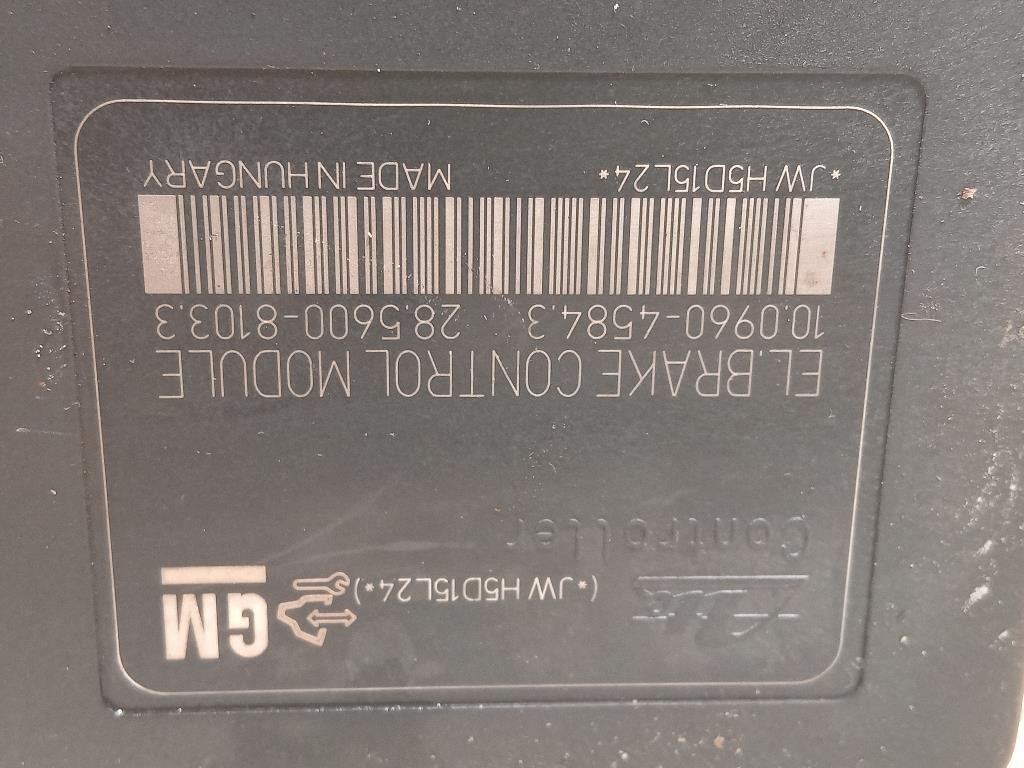 (*JW H5D15L24*)
GM
Controller
EL.BRAKE CONTROL MODULE
10.0960-4584.3 28.5600-8103.3
*JW H5D15L24* MADE IN HUNGARY